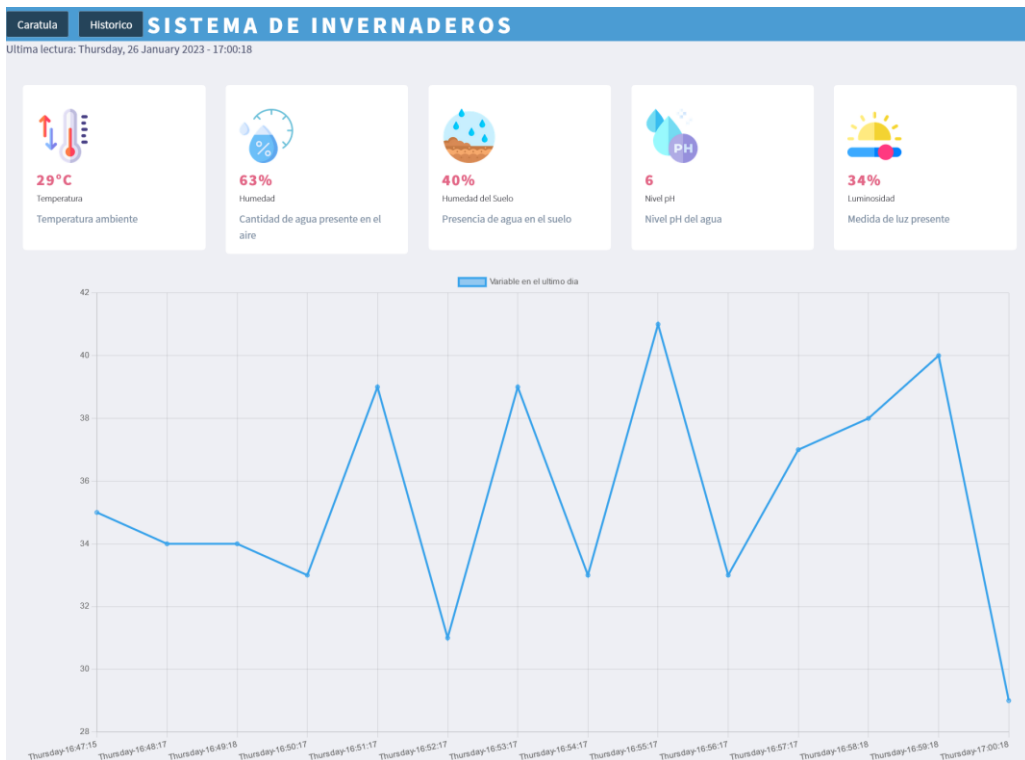 Caratula Historico SISTEMA DE INVERNADEROS
Ultima lectura: Thursday, 26 January 2023 - 17:00:18
29°C
Temperatura
Temperatura ambiente
63%
Humedad
Cantidad de agua presente en el
aire
40%
Humedad del Suelo
Presencia de agua en el suelo
PH
6
Nivel pH
Nivel pH del agua
34%
Luminosidad
Medida de luz presente
Variable en el ultimo dia
42
40
38
36
34
32
30
28
Thursday-16:47:15
Thursday-16:48:17
Thursday-16:49:18
Thursday-16:50:17
Thursday-16:51:17
Thursday-16:52:17
Thursday-16:53:17
Thursday-16:54:17
Thursday-16:55:17
Thursday-16:56:17
Thursday-16:57:17
Thursday-16:58:18
Thursday-16:59:18
Thursday-17:00:18